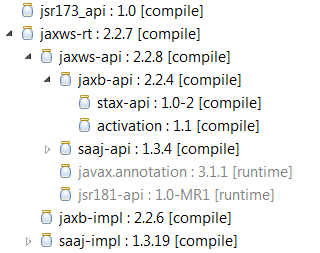 jsr173_api : 1.0 [compile]
jaxws-rt : 2.2.7 [compile]
jaxws-api : 2.2.8 [compile]
jaxb-api : 2.2.4 [compile]
stax-api : 1.0-2 [compile]
activation : 1.1 [compile]
saaj-api : 1.3.4 [compile]
javax.annotation : 3.1.1 [runtime]
jsr181-api : 1.0-MR1 [runtime]
jaxb-impl : 2.2.6 [compile]
saaj-impl : 1.3.19 [compile]